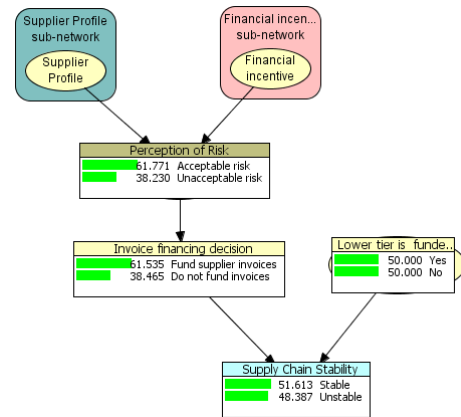 Supplier Profile
sub-network
Supplier
Profile
Financial incen...
sub-network
Financial
incentive
Perception of Risk
61.771 Acceptable risk
38.230 Unacceptable risk
Invoice financing decision
61.535 Fund supplier invoices
38.465 Do not fund invoices
Lower tier is funde..
50.000 Yes
50.000 No
Supply Chain Stability
51.613 Stable
48.387 Unstable